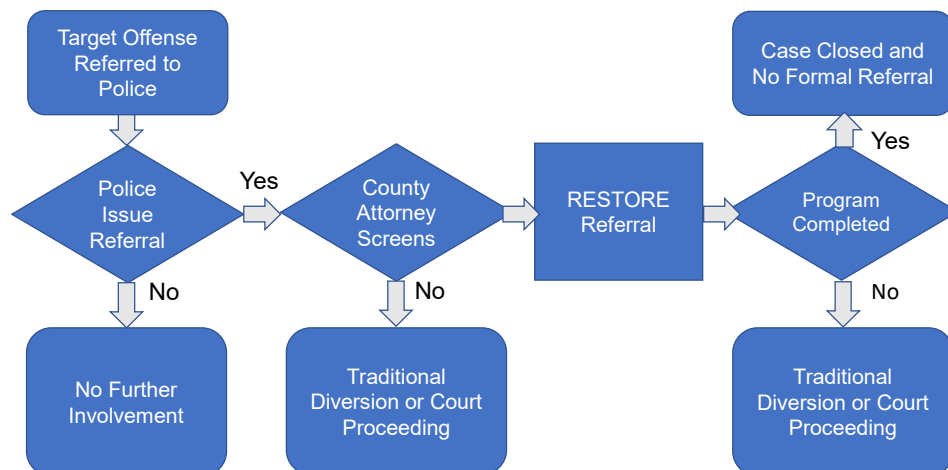 Target Offense
Referred to
Police
Case Closed and
No Formal Referral
Yes
Police
Issue
Referral
Yes
County
Attorney
Screens
RESTORE
Referral
Program
Completed
No
No
No
No Further
Involvement
Traditional
Diversion or Court
Proceeding
Traditional
Diversion or Court
Proceeding